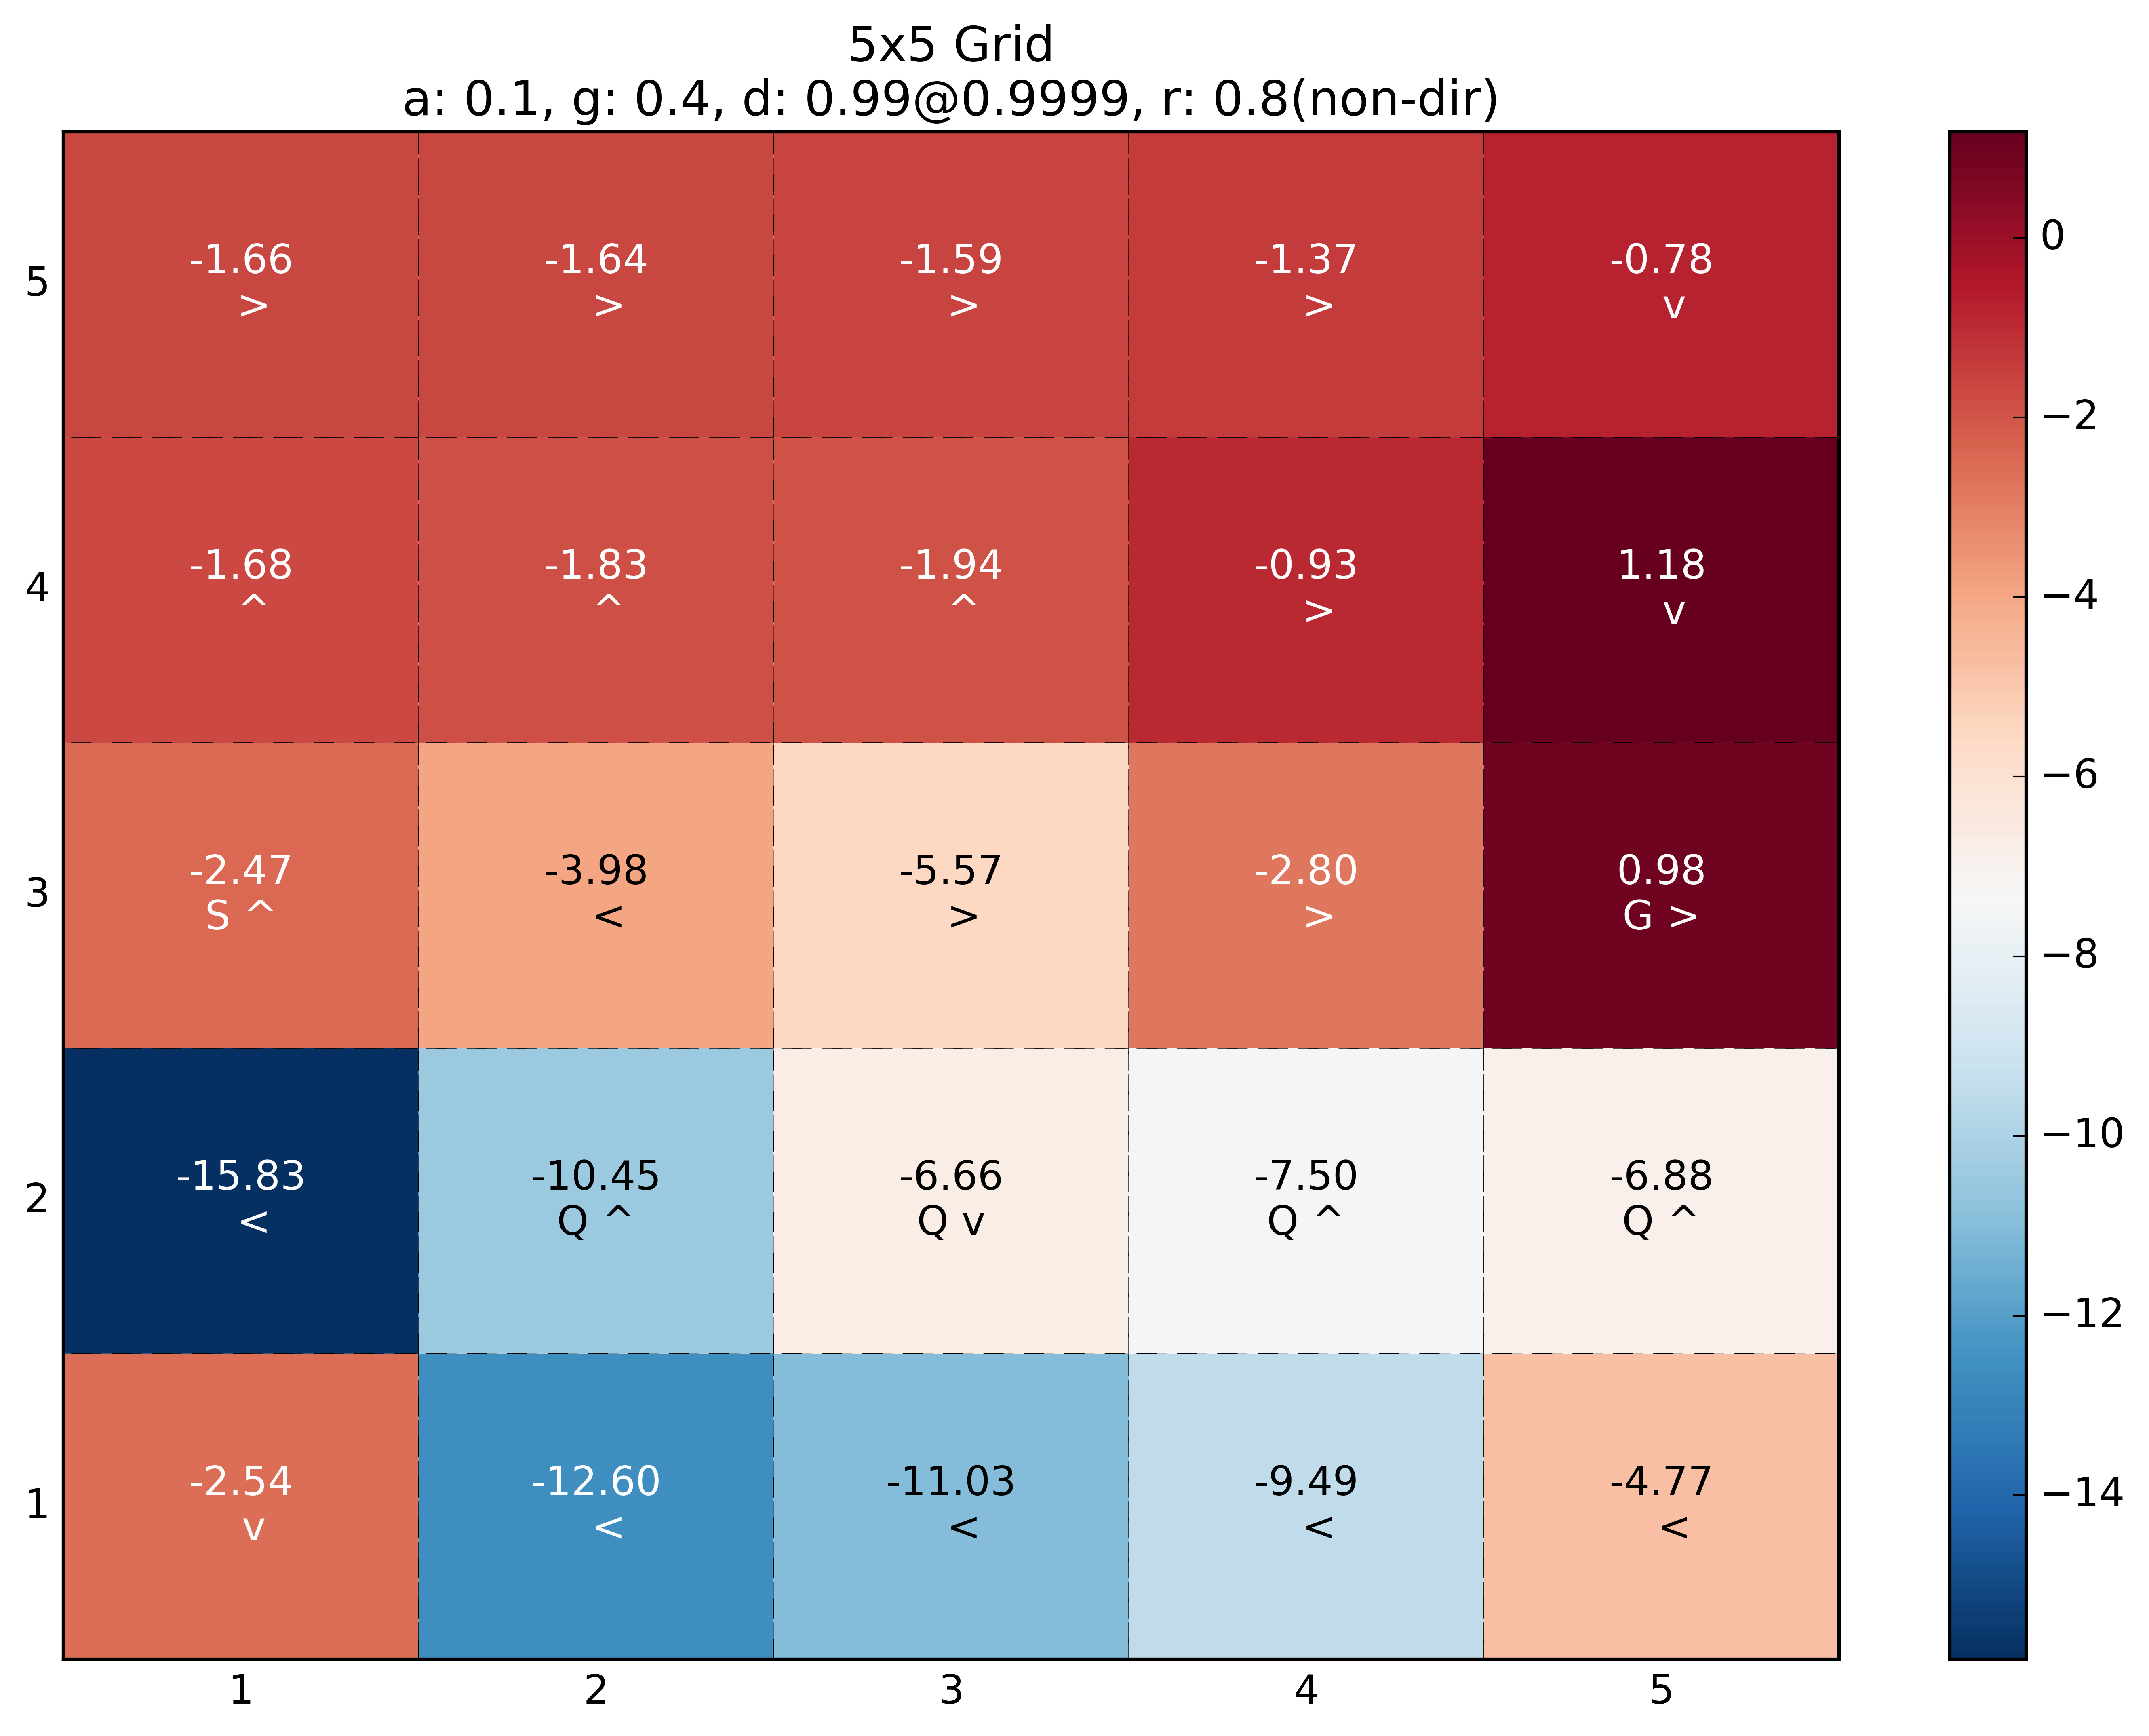 5x5 Grid
a: 0.1, g: 0.4, d: 0.99@0.9999, r: 0.8(non-dir)
5
-1.66 -1.64 -1.59 -1.37 -0.78
> > > > v
4
-1.68 -1.83 -1.94 -0.93 1.18
^ ^ ^ > v
3
-2.47 -3.98 -5.57 -2.80 0.98
S ^ < > > G >
2
-15.83 -10.45 -6.66 -7.50 -6.88
< Q ^ Q v Q ^ Q ^
1
-2.54 -12.60 -11.03 -9.49 -4.77
v < < < <
1 2 3 4 5
0
−2
−4
−6
−8
−10
−12
−14